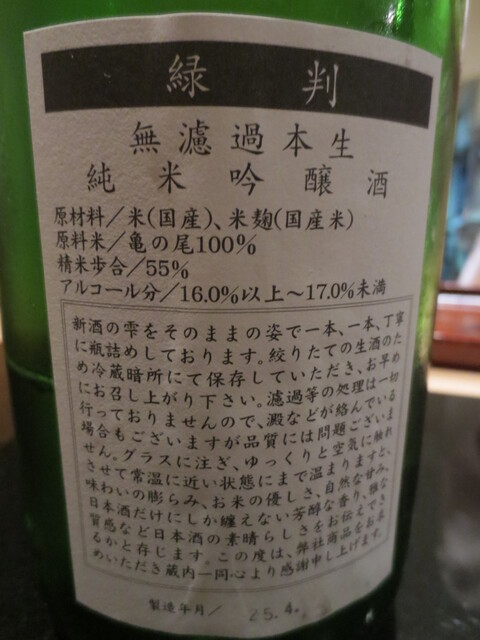 緑判
無濾過本生
純米吟醸酒
原材料／米(国産)、米麹(国産米)
原料米／亀の尾100%
精米歩合／55%
アルコール分／16.0%以上～17.0%未満
新酒の雫をそのままの姿で一本、一本、丁寧
に瓶詰めしております。絞りたての生酒のた
め冷蔵暗所にて保存していただき、お早め
にお召し上がり下さい。濾過等の処理は一切
行っておりませんので、澱などが絡んでいる
場合もございますが品質には問題ございま
せん。グラスに注ぎ、ゆっくりと空気に触れ
させて常温に近い状態にまで温まりますと、
味わいの膨らみ、お米の優しさ、自然な甘み、
日本酒だけにしか纏えない芳醇な香り、雅な
質感など日本酒の素晴らしさをお伝えでき
るかと存じます。この度は、弊社商品をお求
めいただき蔵内一同心より感謝申し上げます。
製造年月／ 25.4.